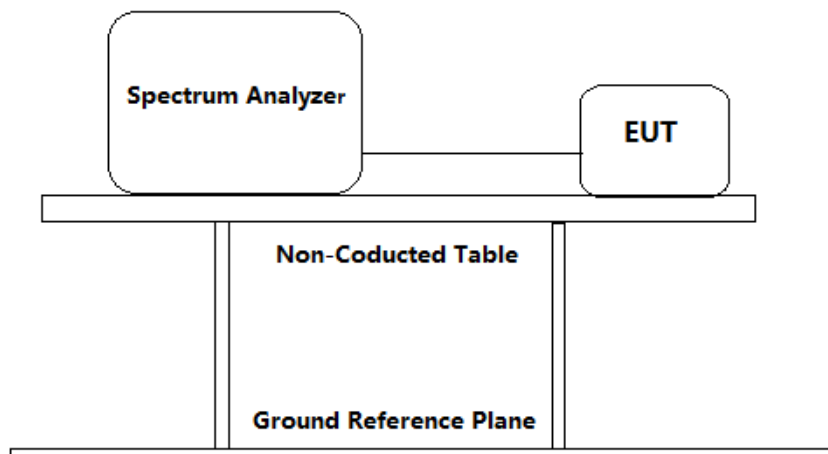 Spectrum Analyzer
EUT
Non-Coducted Table
Ground Reference Plane